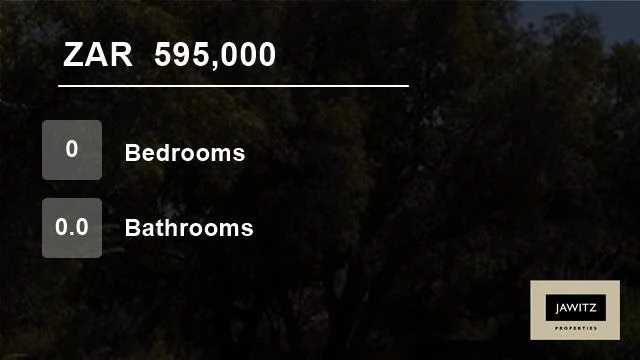 ZAR 595,000
0 Bedrooms
0.0 Bathrooms
JAWITZ
PROPERTIES